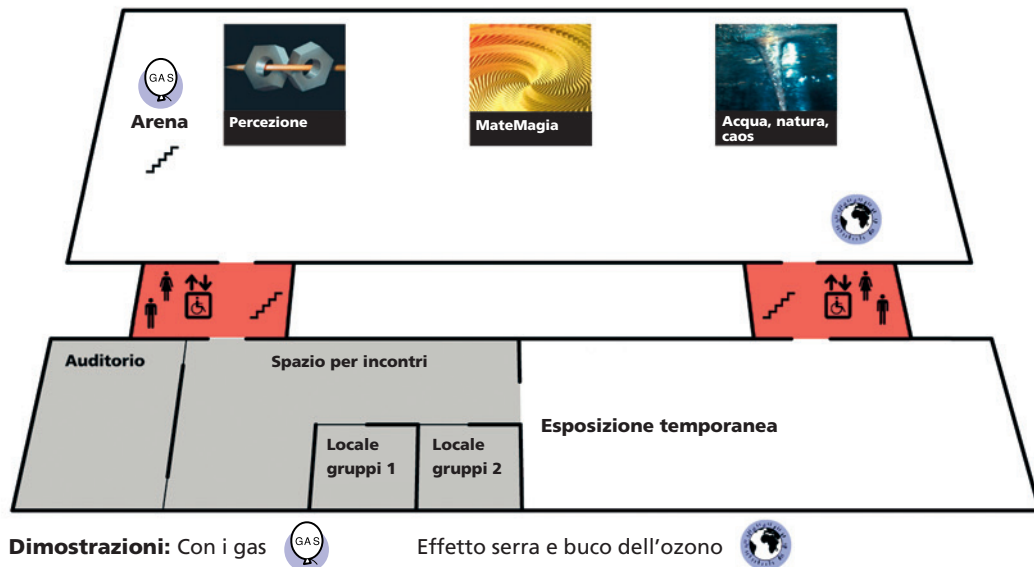 GAS
Arena
Percezione
MateMagia
Acqua, natura,
caos
Auditorio
Spazio per incontri
Locale
gruppi 1
Locale
gruppi 2
Esposizione temporanea
Dimostrazioni: Con i gas
GAS
Effetto serra e buco dell'ozono